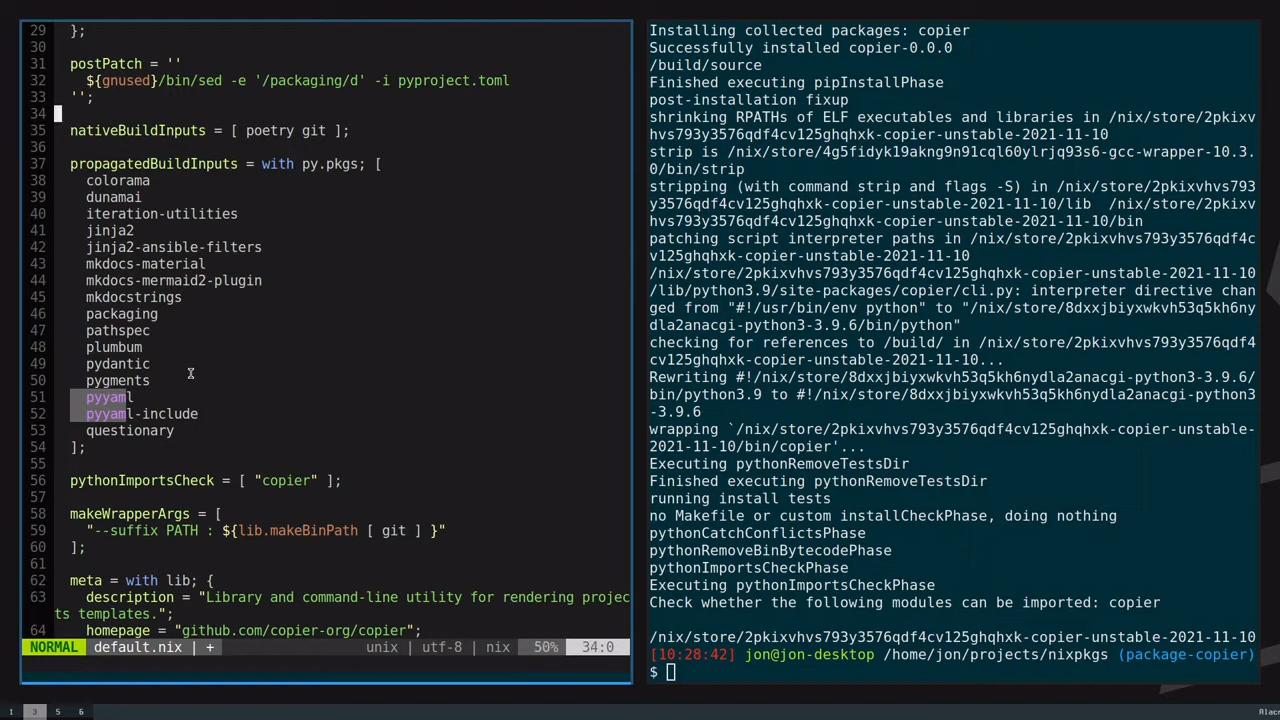 29 };
30
31 postPatch = ''
32 ${gnused}/bin/sed -e '/packaging/d' -i pyproject.toml
33 '';
34
35 nativeBuildInputs = [ poetry git ];
36
37 propagatedBuildInputs = with py.pkgs; [
38 colorama
39 dunamai
40 iteration-utilities
41 jinja2
42 jinja2-ansible-filters
43 mkdocs-material
44 mkdocs-mermaid2-plugin
45 mkdocstrings
46 packaging
47 pathspec
48 plumbum
49 pydantic
50 pygments
51 pyyaml
52 pyyaml-include
53 questionary
54 ];
55
56 pythonImportsCheck = [ "copier" ];
57
58 makeWrapperArgs = [
59 "--suffix PATH : ${lib.makeBinPath [ git ] }"
60 ];
61
62 meta = with lib; {
63 description = "Library and command-line utility for rendering projec
ts templates.";
64 homepage = "github.com/copier-org/copier";
NORMAL default.nix | + unix | utf-8 | nix 50% 34:0
Installing collected packages: copier
Successfully installed copier-0.0.0
/build/source
Finished executing pipInstallPhase
post-installation fixup
shrinking RPATHs of ELF executables and libraries in /nix/store/2pkixv
hvs793y3576qdf4cv125ghqhxk-copier-unstable-2021-11-10
strip is /nix/store/4g5fidyk19akng9n91cql60ylrjq93s6-gcc-wrapper-10.3.
0/bin/strip
stripping (with command strip and flags -S) in /nix/store/2pkixvhvs793
y3576qdf4cv125ghqhxk-copier-unstable-2021-11-10/lib /nix/store/2pkixv
hvs793y3576qdf4cv125ghqhxk-copier-unstable-2021-11-10/bin
patching script interpreter paths in /nix/store/2pkixvhvs793y3576qdf4c
v125ghqhxk-copier-unstable-2021-11-10
/nix/store/2pkixvhvs793y3576qdf4cv125ghqhxk-copier-unstable-2021-11-10
/lib/python3.9/site-packages/copier/cli.py: interpreter directive chan
ged from "#!/usr/bin/env python" to "/nix/store/8dxxjbiyxwkvh53q5kh6ny
dla2anacgi-python3-3.9.6/bin/python"
checking for references to /build/ in /nix/store/2pkixvhvs793y3576qdf4
cv125ghqhxk-copier-unstable-2021-11-10...
Rewriting #!/nix/store/8dxxjbiyxwkvh53q5kh6nydla2anacgi-python3-3.9.6/
bin/python3.9 to #!/nix/store/8dxxjbiyxwkvh53q5kh6nydla2anacgi-python3
-3.9.6
wrapping `/nix/store/2pkixvhvs793y3576qdf4cv125ghqhxk-copier-unstable-
2021-11-10/bin/copier'...
Executing pythonRemoveTestsDir
Finished executing pythonRemoveTestsDir
running install tests
no Makefile or custom installCheckPhase, doing nothing
pythonCatchConflictsPhase
pythonRemoveBinBytecodePhase
pythonImportsCheckPhase
Executing pythonImportsCheckPhase
Check whether the following modules can be imported: copier
/nix/store/2pkixvhvs793y3576qdf4cv125ghqhxk-copier-unstable-2021-11-10
[10:28:42] jon@jon-desktop /home/jon/projects/nixpkgs (package-copier)
$
1 3 5 6 Alacr